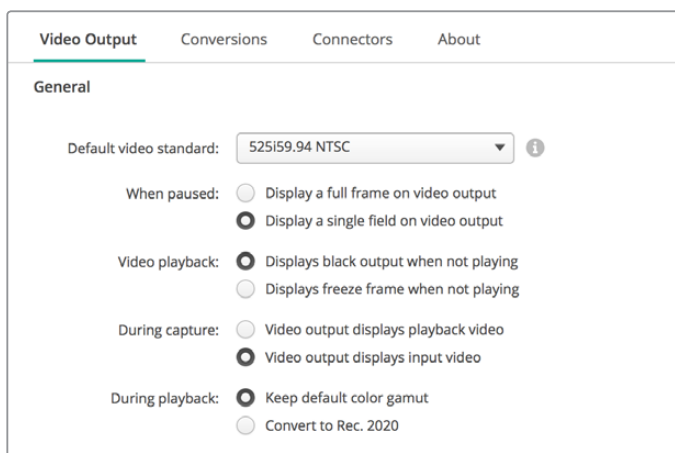 Video Output Conversions Connectors About
General
Default video standard: 525i59.94 NTSC
When paused: Display a full frame on video output
Display a single field on video output
Video playback: Displays black output when not playing
Displays freeze frame when not playing
During capture: Video output displays playback video
Video output displays input video
During playback: Keep default color gamut
Convert to Rec. 2020